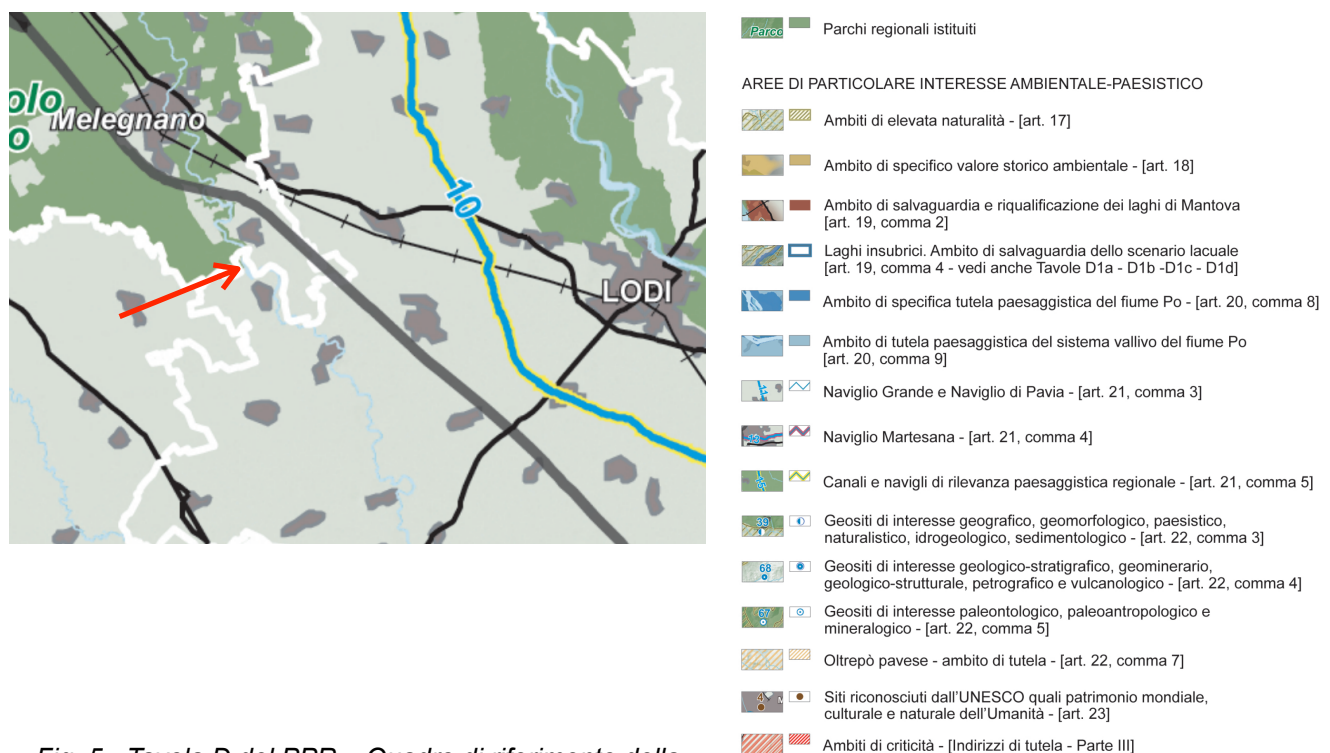 olo
o
Melegnano
10
LODI
Parco
Parchi regionali istituiti
AREE DI PARTICOLARE INTERESSE AMBIENTALE-PAESISTICO
Ambiti di elevata naturalità - [art. 17]
Ambito di specifico valore storico ambientale - [art. 18]
Ambito di salvaguardia e riqualificazione dei laghi di Mantova
[art. 19, comma 2]
Laghi insubrici. Ambito di salvaguardia dello scenario lacuale
[art. 19, comma 4 - vedi anche Tavole D1a - D1b -D1c - D1d]
Ambito di specifica tutela paesaggistica del fiume Po - [art. 20, comma 8]
Ambito di tutela paesaggistica del sistema vallivo del fiume Po
[art. 20, comma 9]
Naviglio Grande e Naviglio di Pavia - [art. 21, comma 3]
13
Naviglio Martesana - [art. 21, comma 4]
Canali e navigli di rilevanza paesaggistica regionale - [art. 21, comma 5]
39
Geositi di interesse geografico, geomorfologico, paesistico,
naturalistico, idrogeologico, sedimentologico - [art. 22, comma 3]
68
Geositi di interesse geologico-stratigrafico, geominerario,
geologico-strutturale, petrografico e vulcanologico - [art. 22, comma 4]
67
Geositi di interesse paleontologico, paleoantropologico e
mineralogico - [art. 22, comma 5]
Oltrepò pavese - ambito di tutela - [art. 22, comma 7]
4
Siti riconosciuti dall'UNESCO quali patrimonio mondiale,
culturale e naturale dell'Umanità - [art. 23]
Ambiti di criticità - [Indirizzi di tutela - Parte III]